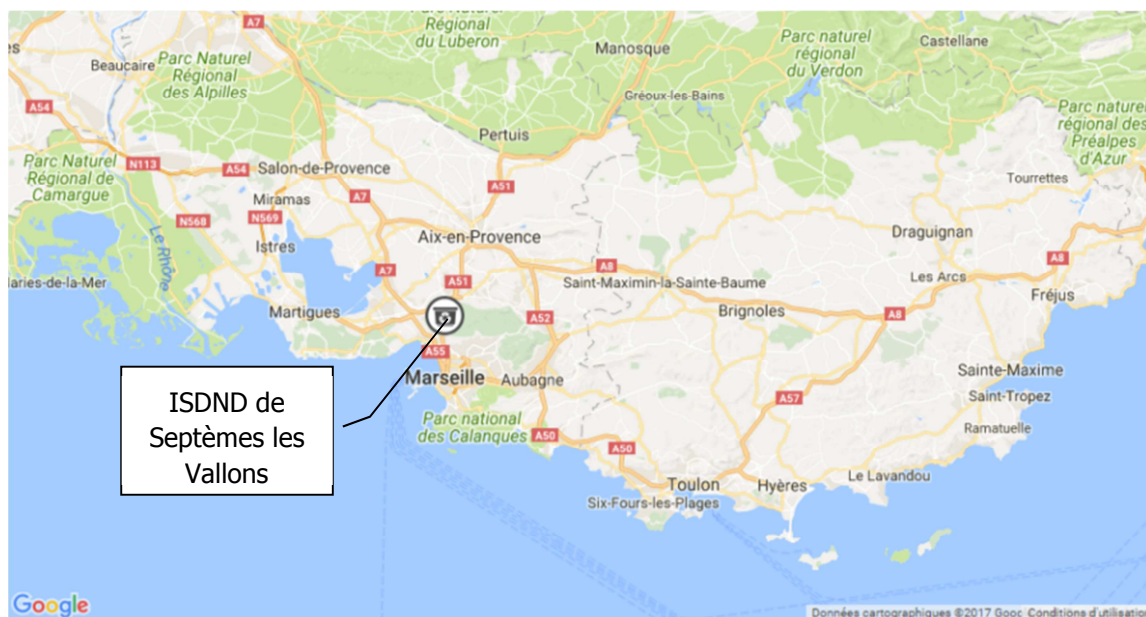 A7
Parc Naturel
Régional
du Luberon
Manosque
Parc naturel
régional
du Verdon
Castellane
Beaucaire
Parc Naturel
Régional
des Alpilles
Gréoux-les-Bains
A54
Pertuis
Parc naturel
régional des
Préalpes
d'Azur
N113
A54
Salon-de-Provence
Parc Naturel
Régional de
Camargue
A51
Tourrettes
Miramas
A7
N568
N569
Le Rhône
Istres
Aix-en-Provence
Draguignan
A8
A8
A7
A51
Saint-Maximin-la-Sainte-Baume
Les Arcs
aries-de-la-Mer
Fréjus
Martigues
A52
Brignoles
A8
A55
Marseille
Aubagne
Sainte-Maxime
A57
Saint-Tropez
Parc national
des Calanques
A50
A50
Ramatuelle
Toulon
Hyères
Le Lavandou
Six-Fours-les-Plages
ISDND de
Septèmes les
Vallons
Google
Données cartographiques ©2017 Gooc Conditions d'utilisation